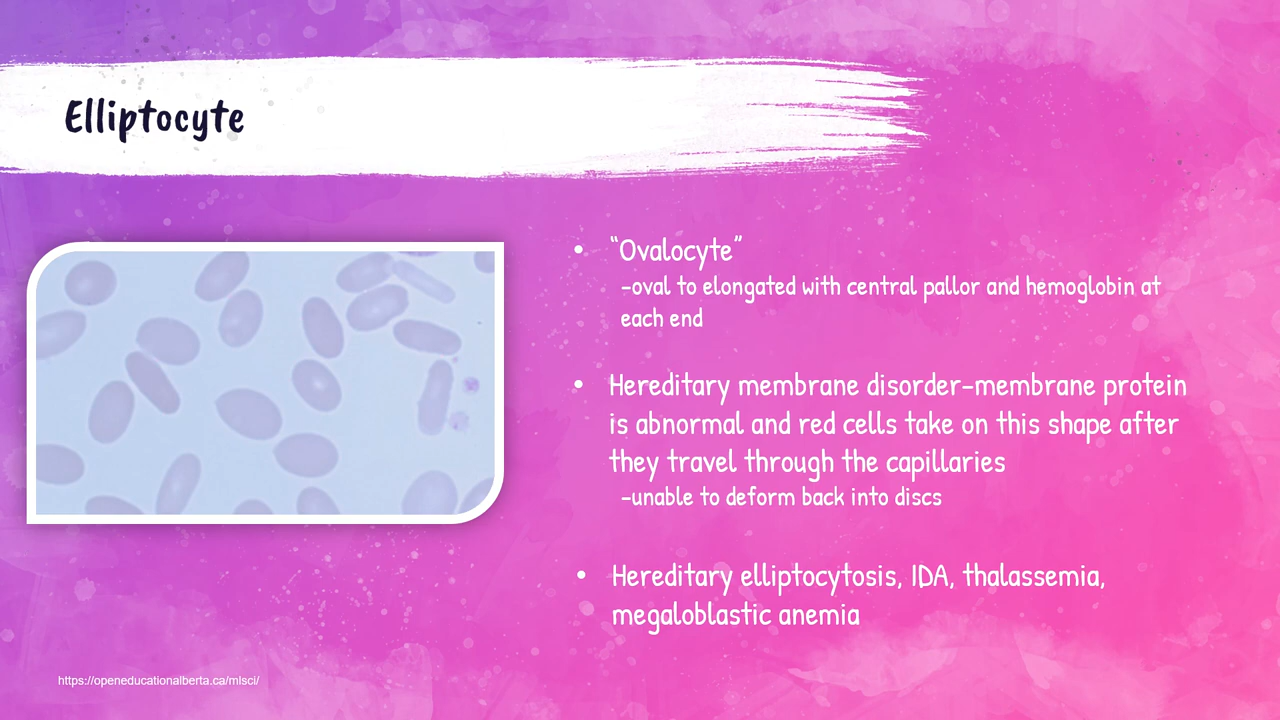 Elliptocyte
• “Ovalocyte”
-oval to elongated with central pallor and hemoglobin at
each end
• Hereditary membrane disorder-membrane protein
is abnormal and red cells take on this shape after
they travel through the capillaries
-unable to deform back into discs
• Hereditary elliptocytosis, IDA, thalassemia,
megaloblastic anemia
https://openeducationalberta.ca/mlsci/